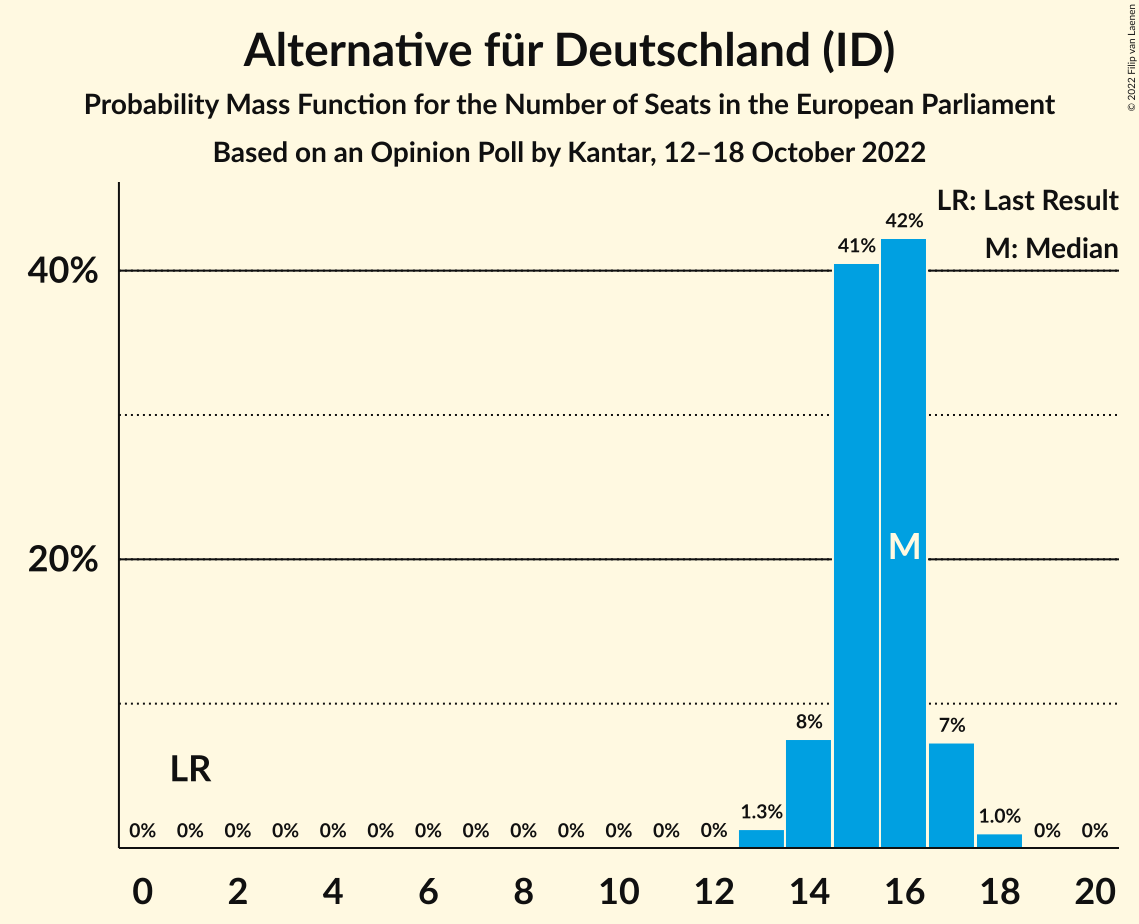 Alternative für Deutschland (ID)
Probability Mass Function for the Number of Seats in the European Parliament
Based on an Opinion Poll by Kantar, 12–18 October 2022
© 2022 Filip van Laenen
LR: Last Result
M: Median
40%
20%
LR
M
0% 0% 0% 0% 0% 0% 0% 0% 0% 0% 0% 0% 0% 1.3% 8% 41% 42% 7% 1.0% 0% 0%
0 2 4 6 8 10 12 14 16 18 20